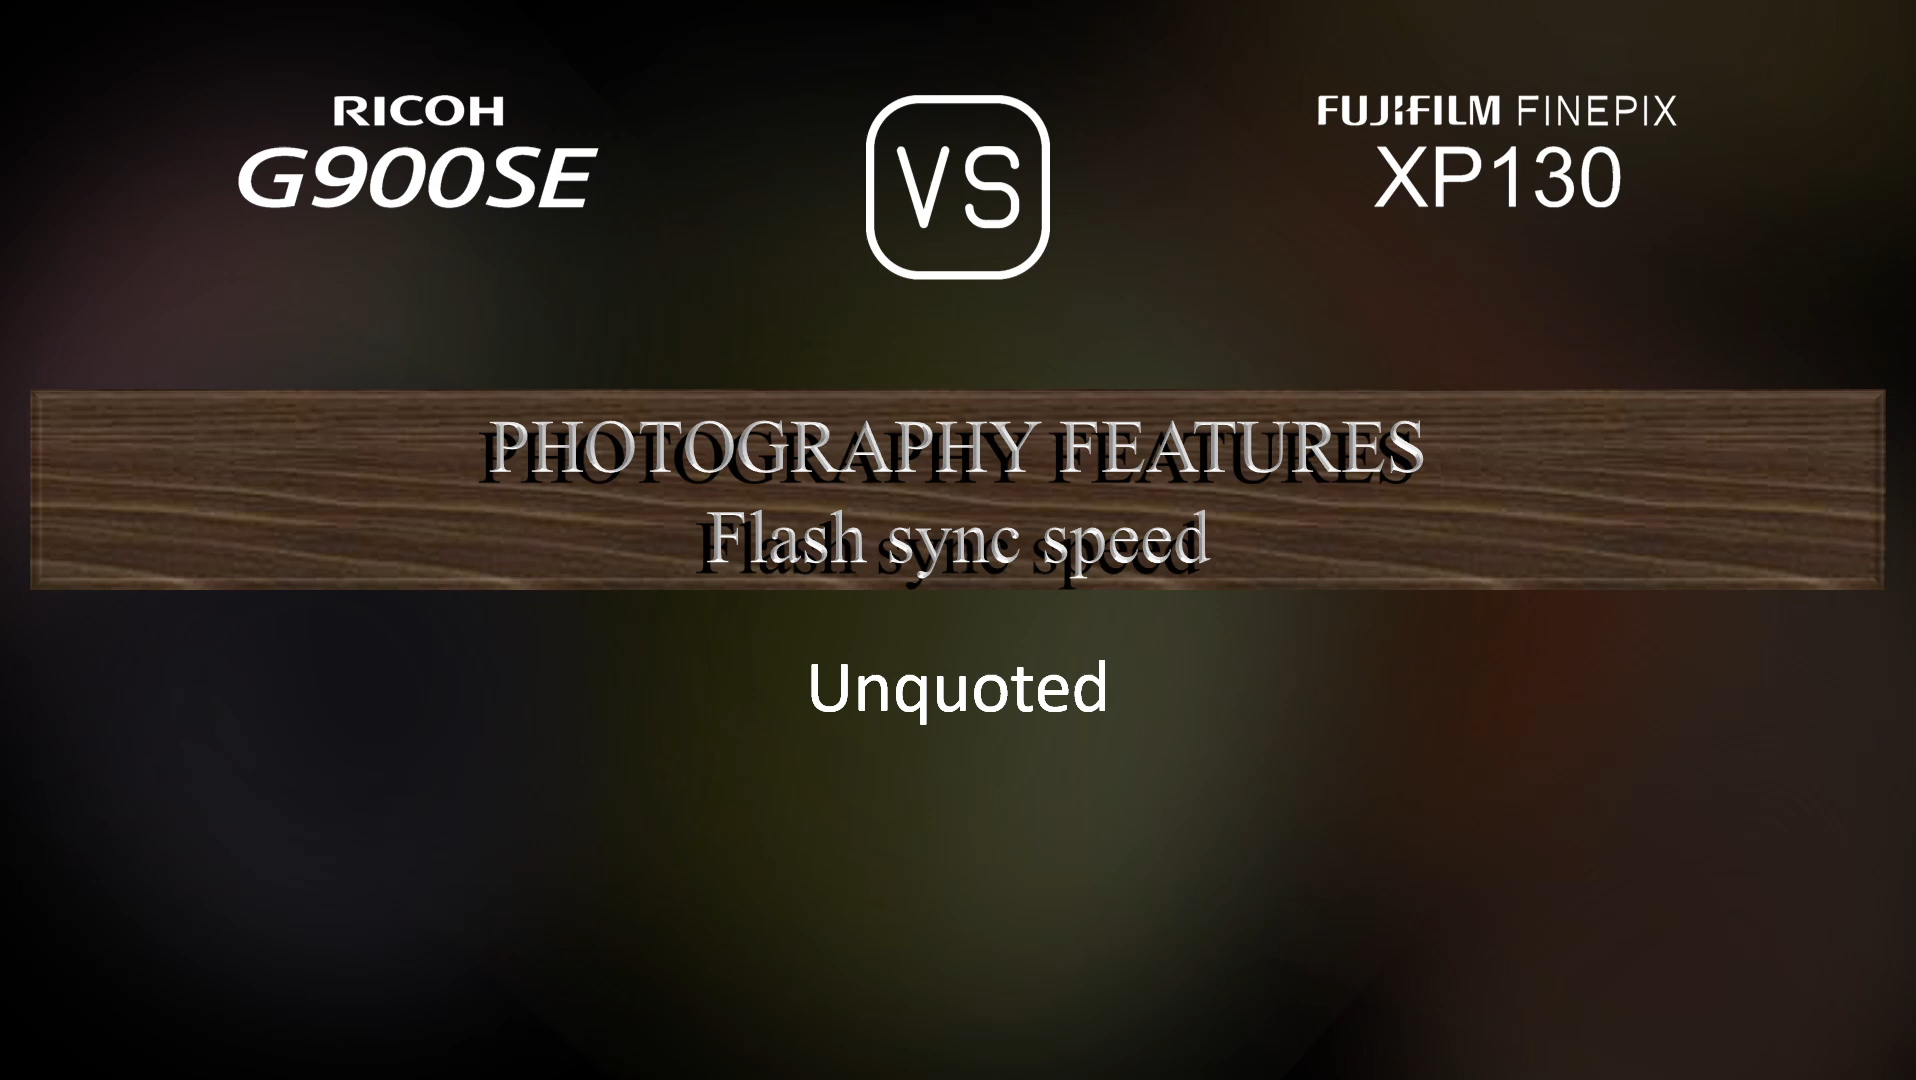 RICOH
G900SE
VS
FUJIFILM FINEPIX
XP130
PHOTOGRAPHY FEATURES
Flash sync speed
Unquoted